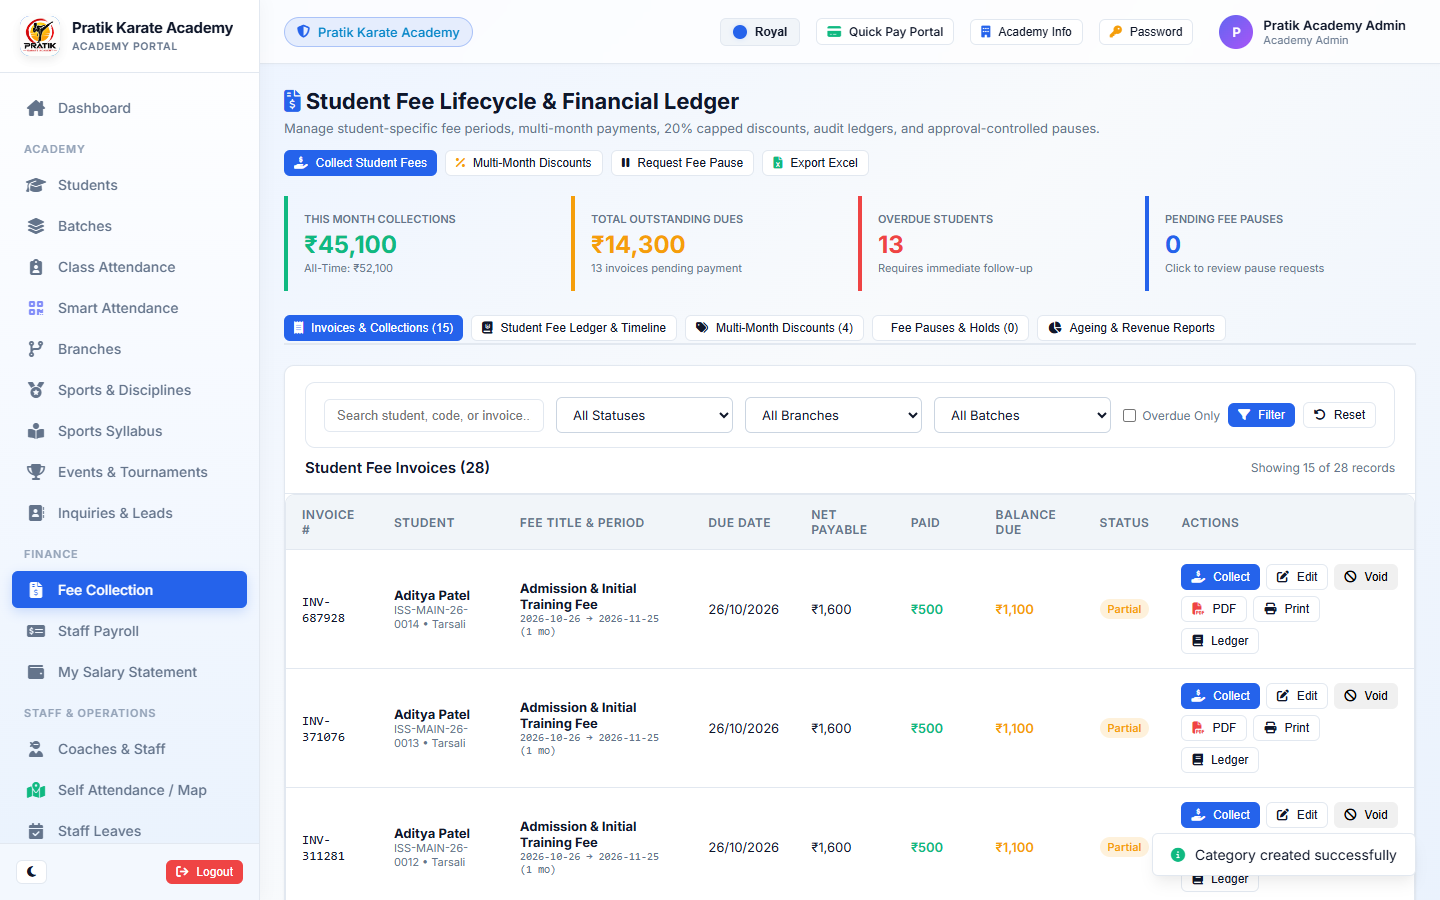 Pratik Karate Academy
ACADEMY PORTAL
PRATIK
Dashboard
ACADEMY
Students
Batches
Class Attendance
Smart Attendance
Branches
Sports & Disciplines
Sports Syllabus
Events & Tournaments
Inquiries & Leads
FINANCE
Fee Collection
Staff Payroll
My Salary Statement
STAFF & OPERATIONS
Coaches & Staff
Self Attendance / Map
Staff Leaves
Logout
Pratik Karate Academy
Royal
Quick Pay Portal
Academy Info
Password
P
Pratik Academy Admin
Academy Admin
Student Fee Lifecycle & Financial Ledger
Manage student-specific fee periods, multi-month payments, 20% capped discounts, audit ledgers, and approval-controlled pauses.
Collect Student Fees
Multi-Month Discounts
Request Fee Pause
Export Excel
THIS MONTH COLLECTIONS
₹45,100
All-Time: ₹52,100
TOTAL OUTSTANDING DUES
₹14,300
13 invoices pending payment
OVERDUE STUDENTS
13
Requires immediate follow-up
PENDING FEE PAUSES
0
Click to review pause requests
Invoices & Collections (15)
Student Fee Ledger & Timeline
Multi-Month Discounts (4)
Fee Pauses & Holds (0)
Ageing & Revenue Reports
Search student, code, or invoice..
All Statuses
All Branches
All Batches
Overdue Only
Filter
Reset
Student Fee Invoices (28)
Showing 15 of 28 records
INVOICE #
STUDENT
FEE TITLE & PERIOD
DUE DATE
NET PAYABLE
PAID
BALANCE DUE
STATUS
ACTIONS
INV-
687928
Aditya Patel
ISS-MAIN-26-
0014 • Tarsali
Admission & Initial
Training Fee
2026-10-26 → 2026-11-25
(1 mo)
26/10/2026
₹1,600
₹500
₹1,100
Partial
Collect
Edit
Void
PDF
Print
Ledger
INV-
371076
Aditya Patel
ISS-MAIN-26-
0013 • Tarsali
Admission & Initial
Training Fee
2026-10-26 → 2026-11-25
(1 mo)
26/10/2026
₹1,600
₹500
₹1,100
Partial
Collect
Edit
Void
PDF
Print
Ledger
INV-
311281
Aditya Patel
ISS-MAIN-26-
0012 • Tarsali
Admission & Initial
Training Fee
2026-10-26 → 2026-11-25
(1 mo)
26/10/2026
₹1,600
₹500
₹1,100
Partial
Collect
Edit
Void
Category created successfully
Ledger